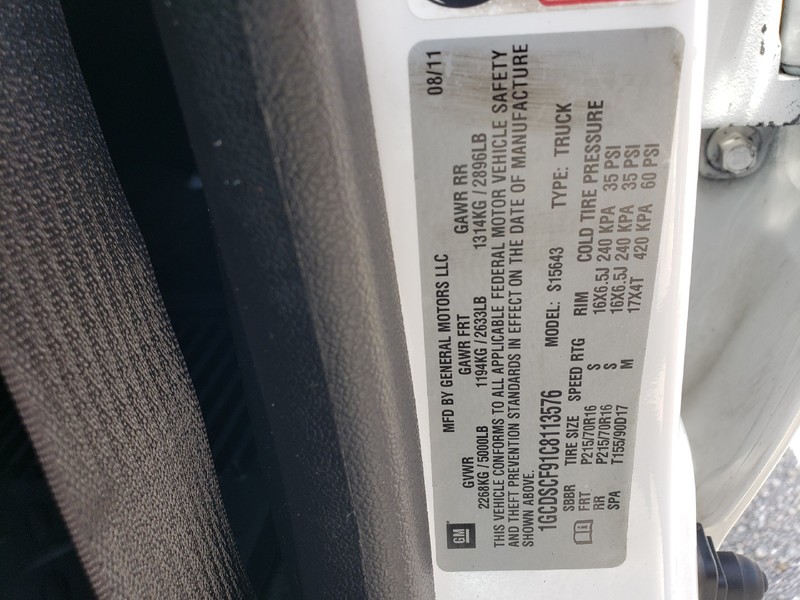 MFD BY GENERAL MOTORS LLC 08/11
GM
GVWR GAWR FRT GAWR RR
2268KG / 5000LB 1194KG / 2633LB 1314KG / 2896LB
THIS VEHICLE CONFORMS TO ALL APPLICABLE FEDERAL MOTOR VEHICLE SAFETY
AND THEFT PREVENTION STANDARDS IN EFFECT ON THE DATE OF MANUFACTURE
SHOWN ABOVE.
1GCDSCF91C8113576 MODEL: S15643 TYPE: TRUCK
SBBR TIRE SIZE SPEED RTG RIM COLD TIRE PRESSURE
FRT P215/70R16 S 16X6.5J 240 KPA 35 PSI
RR P215/70R16 S 16X6.5J 240 KPA 35 PSI
SPA T155/90D17 M 17X4T 420 KPA 60 PSI